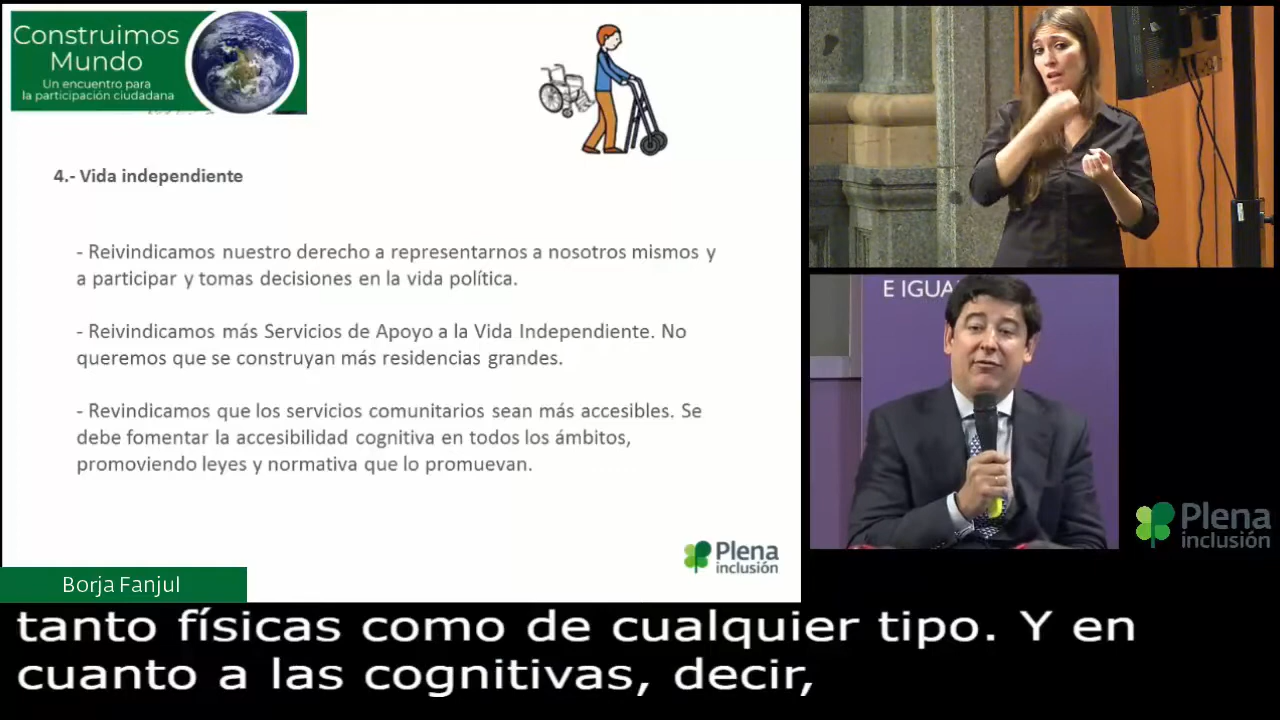 Construimos
Mundo
Un encuentro para
la participación ciudadana
4.- Vida independiente
- Reivindicamos nuestro derecho a representarnos a nosotros mismos y
a participar y tomas decisiones en la vida política.
- Reivindicamos más Servicios de Apoyo a la Vida Independiente. No
queremos que se construyan más residencias grandes.
- Revindicamos que los servicios comunitarios sean más accesibles. Se
debe fomentar la accesibilidad cognitiva en todos los ámbitos,
promoviendo leyes y normativa que lo promuevan.
Plena
inclusión
E IGUA
Plena
inclusión
Borja Fanjul
tanto físicas como de cualquier tipo. Y en
cuanto a las cognitivas, decir,